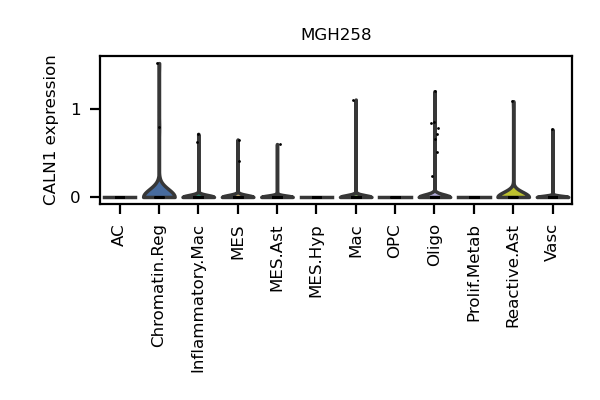 MGH258
CALN1 expression
1
0
AC
Chromatin.Reg
Inflammatory.Mac
MES
MES.Ast
MES.Hyp
Mac
OPC
Oligo
Prolif.Metab
Reactive.Ast
Vasc